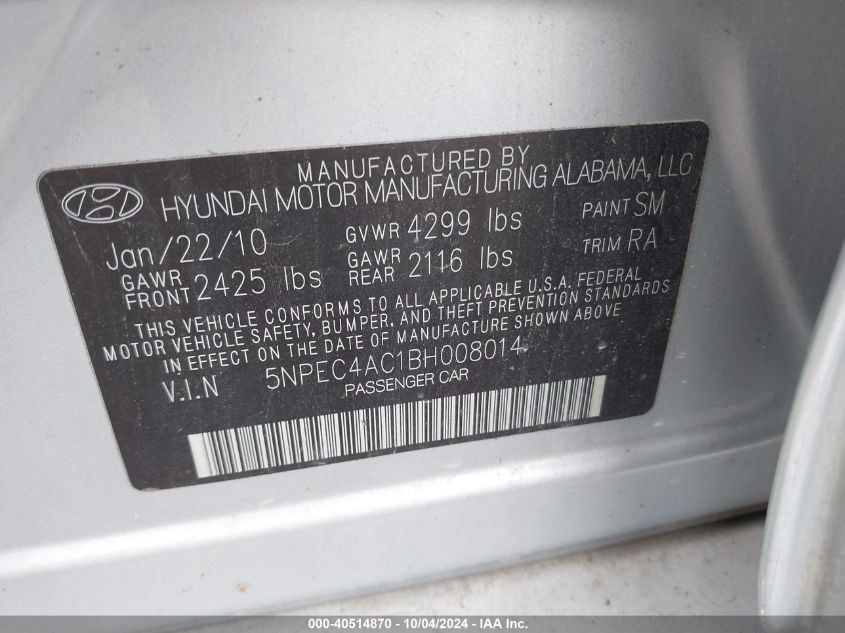 MANUFACTURED BY
HYUNDAI MOTOR MANUFACTURING ALABAMA, LLC
Jan/22/10 GVWR 4299 lbs PAINT SM
GAWR FRONT 2425 lbs GAWR REAR 2116 lbs TRIM RA
THIS VEHICLE CONFORMS TO ALL APPLICABLE U.S.A. FEDERAL
MOTOR VEHICLE SAFETY, BUMPER, AND THEFT PREVENTION STANDARDS
IN EFFECT ON THE DATE OF MANUFACTURE SHOWN ABOVE
V.I.N 5NPEC4AC1BH008014
PASSENGER CAR
000-40514870 - 10/04/2024 - IAAI.com